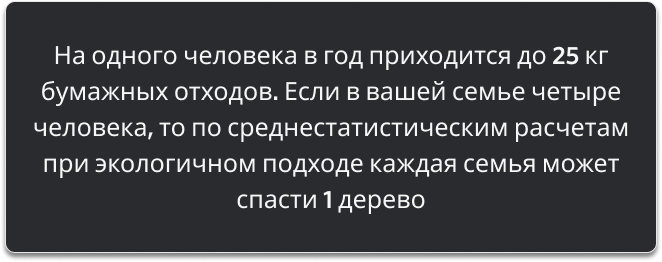 На одного человека в год приходится до 25 кг
бумажных отходов. Если в вашей семье четыре
человека, то по среднестатистическим расчетам
при экологичном подходе каждая семья может
спасти 1 дерево